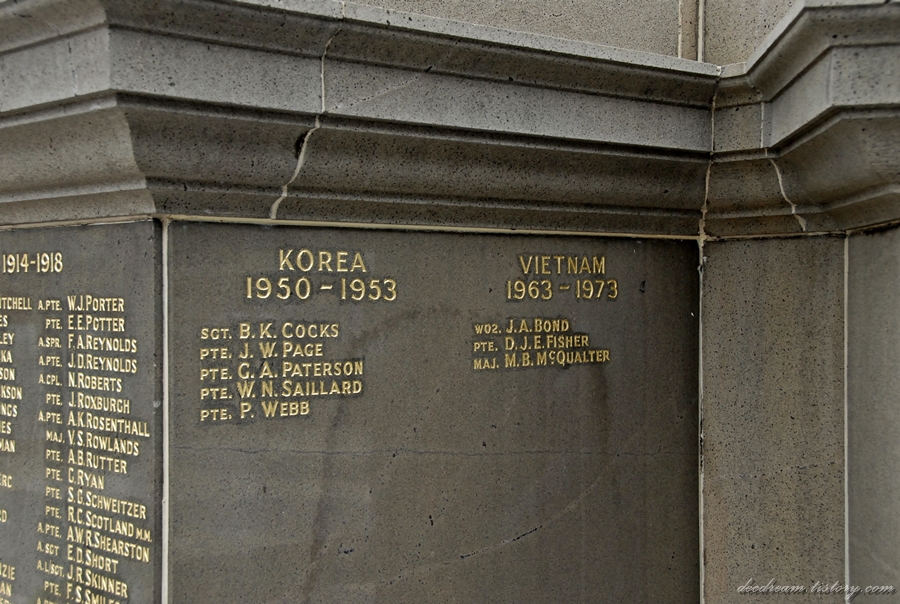 1914-1918
A.PTE. W.J.PORTER
PTE. E.E.POTTER
A.SPR. F.A.REYNOLDS
A.PTE. J.D.REYNOLDS
A.CPL. N.ROBERTS
PTE. J.ROXBURGH
A.PTE. A.K.ROSENTHALL
MAJ. V.S.ROWLANDS
PTE. A.B.RUTTER
PTE. C.RYAN
PTE. S.G.SCHWEITZER
PTE. R.C.SCOTLAND M.M.
A.PTE. A.W.R.SHEARSTON
A.SGT E.D.SHORT
A.L/SGT. J.R.SKINNER
PTE F.S.SMILES
KOREA
1950 - 1953
SGT. B. K. COCKS
PTE. J. W. PAGE
PTE. G. A. PATERSON
PTE. W. N. SAILLARD
PTE. P. WEBB
VIETNAM
1963 - 1973
WO2. J.A.BOND
PTE. D.J.E.FISHER
MAJ. M.B.McQUALTER
deedream.tistory.com